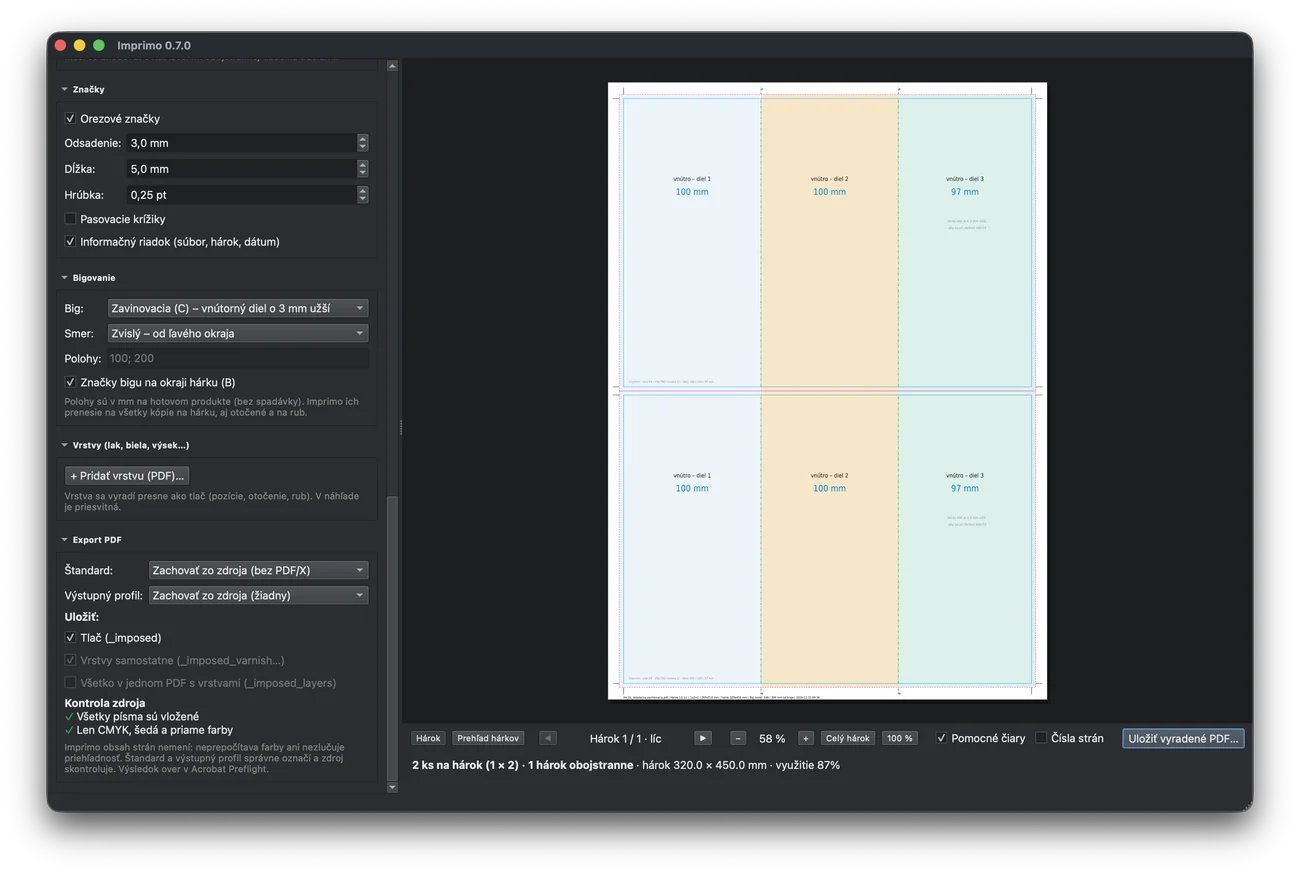 Imprimo 0.7.0
Značky
Orezové značky
Odsadenie: 3,0 mm
Dĺžka: 5,0 mm
Hrúbka: 0,25 pt
Pasovacie krížiky
Informačný riadok (súbor, hárok, dátum)
Bigovanie
Big: Zavinovacia (C) – vnútorný diel o 3 mm užší
Smer: Zvislý – od ľavého okraja
Polohy: 100; 200
Značky bigu na okraji hárku (B)
Polohy sú v mm na hotovom produkte (bez spadávky). Imprimo ich
prenesie na všetky kópie na hárku, aj otočené a na rub.
Vrstvy (lak, biela, výsek...)
+ Pridať vrstvu (PDF)...
Vrstva sa vyradí presne ako tlač (pozície, otočenie, rub). V náhľade
je priesvitná.
Export PDF
Štandard: Zachovať zo zdroja (bez PDF/X)
Výstupný profil: Zachovať zo zdroja (žiadny)
Uložiť:
Tlač (_imposed)
Vrstvy samostatne (_imposed_varnish...)
Všetko v jednom PDF s vrstvami (_imposed_layers)
Kontrola zdroja
✓ Všetky písma sú vložené
✓ Len CMYK, šedá a priame farby
Imprimo obsah strán nemení: neprepočítava farby ani nezlučuje
priehľadnosť. Štandard a výstupný profil správne označí a zdroj
skontroluje. Výsledok over v Acrobat Preflight.
vnútro – diel 1
100 mm
vnútro – diel 2
100 mm
vnútro – diel 3
97 mm
vnútro – diel 1
100 mm
vnútro – diel 2
100 mm
vnútro – diel 3
97 mm
Hárok Prehľad hárkov Hárok 1 / 1 · líc – 58 % + Celý hárok 100 % Pomocné čiary Čísla strán Uložiť vyradené PDF...
2 ks na hárok (1 × 2) · 1 hárok obojstranne · hárok 320.0 × 450.0 mm · využitie 87%